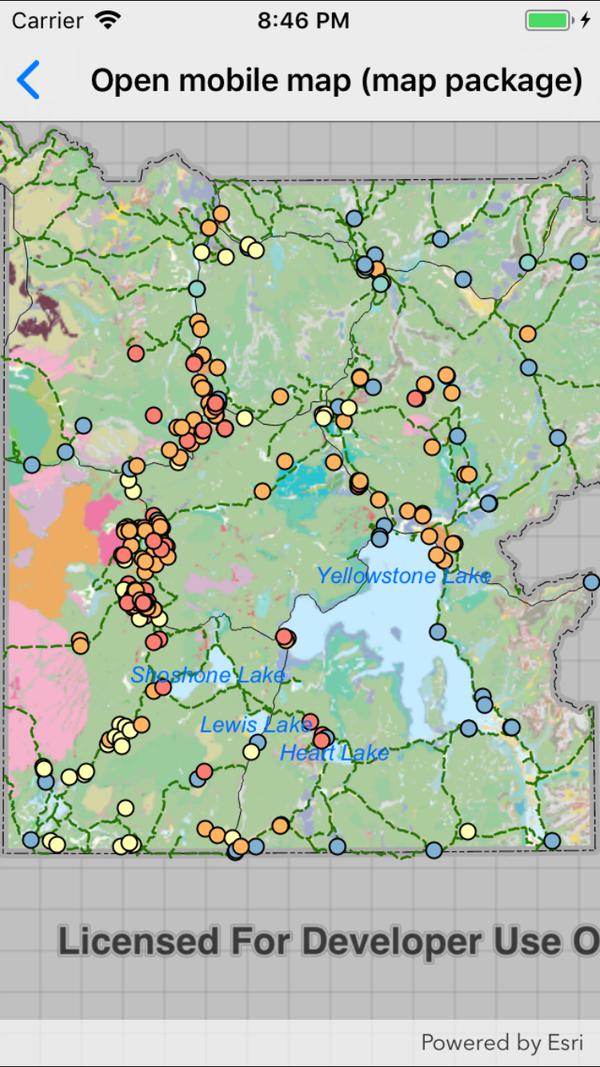 Carrier 8:46 PM
Open mobile map (map package)
Yellowstone Lake
Shoshone Lake
Lewis Lake
Heart Lake
Licensed For Developer Use O
Powered by Esri